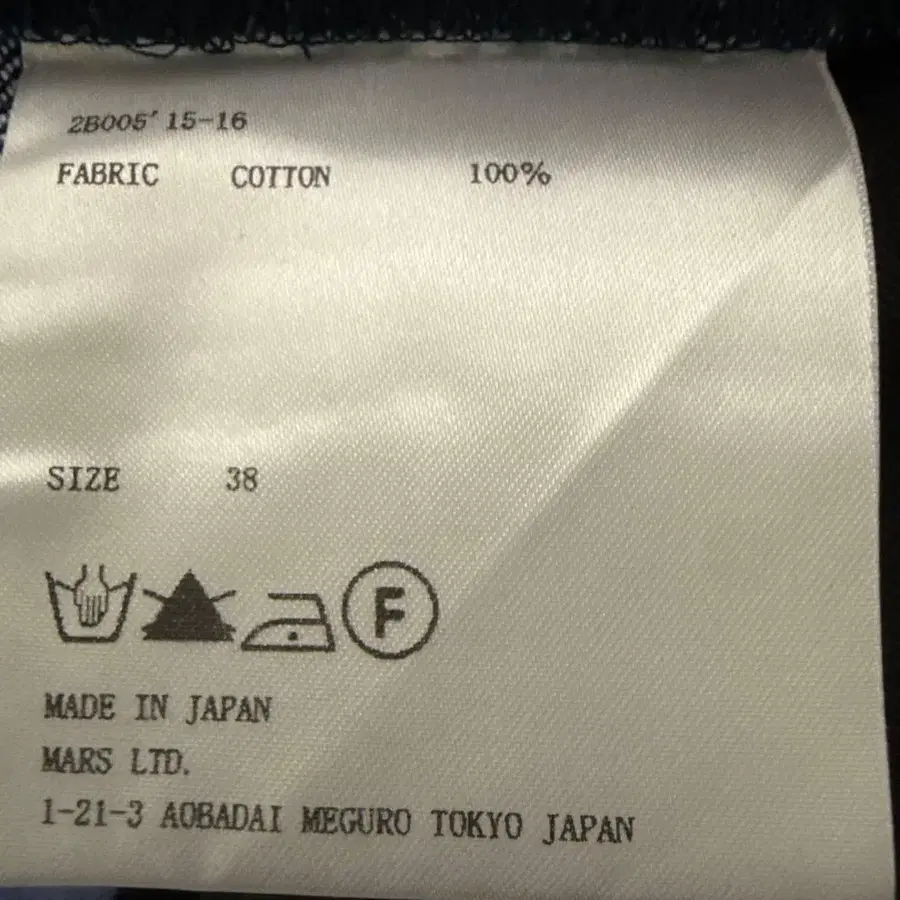 2B005' 15-16
FABRIC COTTON 100%
SIZE 38
F
MADE IN JAPAN
MARS LTD.
1-21-3 AOBADAI MEGURO TOKYO JAPAN